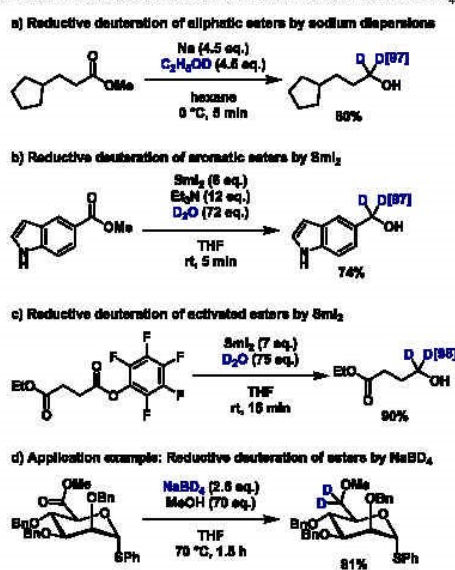 a) Reductive deuteration of aliphatic esters by sodium dispersions
O
OMe
Na (4.5 eq.)
C₂H₅OD (4.5 eq.)
hexane
0 °C, 5 min
D D[97]
OH
80%
b) Reductive deuteration of aromatic esters by SmI₂
O
OMe
N
H
SmI₂ (6 eq.)
Et₃N (12 eq.)
D₂O (72 eq.)
THF
rt, 5 min
D D[97]
OH
N
H
74%
c) Reductive deuteration of activated esters by SmI₂
EtO
O
O
O
F
F
F
F
F
SmI₂ (7 eq.)
D₂O (75 eq.)
THF
rt, 15 min
EtO
O
D D[98]
OH
90%
d) Application example: Reductive deuteration of esters by NaBD₄
OMe
O
OBn
BnO
BnO
O
SPh
NaBD₄ (2.5 eq.)
MeOH (70 eq.)
THF
70 °C, 1.5 h
D
D
OMe
OBn
BnO
BnO
O
SPh
81%